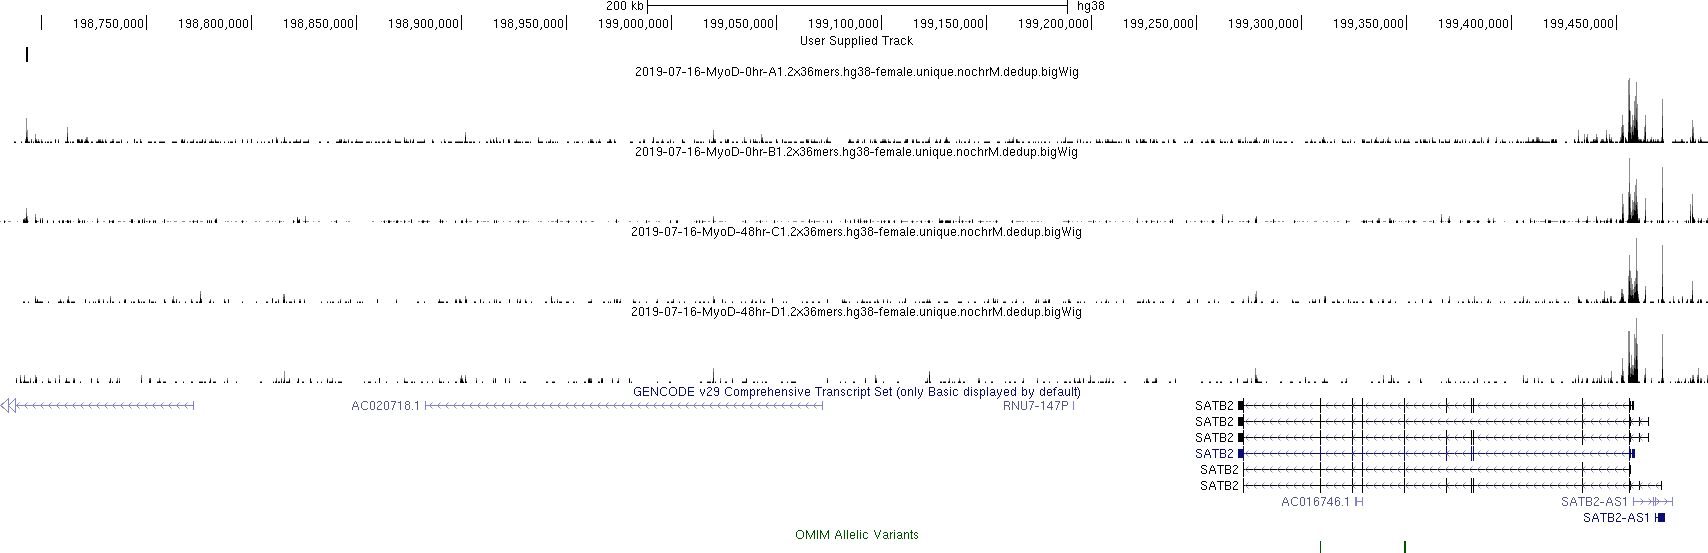 200 kb hg38
198,750,000 198,800,000 198,850,000 198,900,000 198,950,000 199,000,000 199,050,000 199,100,000 199,150,000 199,200,000 199,250,000 199,300,000 199,350,000 199,400,000 199,450,000
User Supplied Track
2019-07-16-MyoD-0hr-A1.2x36mers.hg38-female.unique.nochrM.dedup.bigWig
2019-07-16-MyoD-0hr-B1.2x36mers.hg38-female.unique.nochrM.dedup.bigWig
2019-07-16-MyoD-48hr-C1.2x36mers.hg38-female.unique.nochrM.dedup.bigWig
2019-07-16-MyoD-48hr-D1.2x36mers.hg38-female.unique.nochrM.dedup.bigWig
GENCODE v29 Comprehensive Transcript Set (only Basic displayed by default)
AC020718.1 RNU7-147P SATB2
SATB2
SATB2
SATB2
SATB2
SATB2
AC016746.1 SATB2-AS1
SATB2-AS1
OMIM Allelic Variants